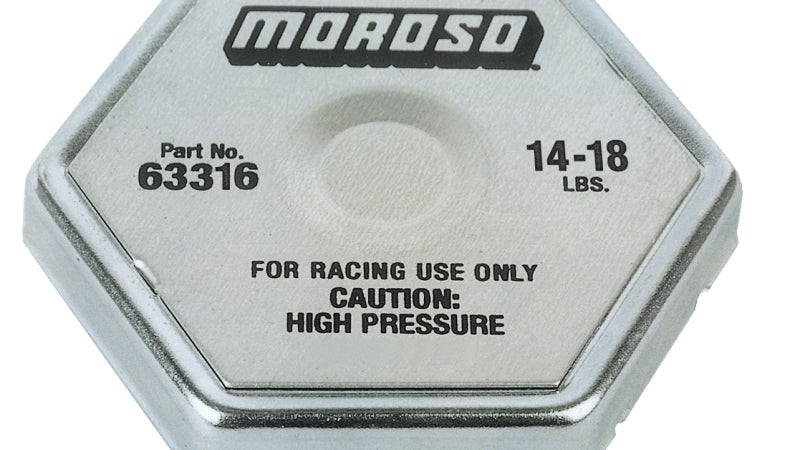 MOROSO
Part No.
63316
14-18
LBS.
FOR RACING USE ONLY
CAUTION:
HIGH PRESSURE